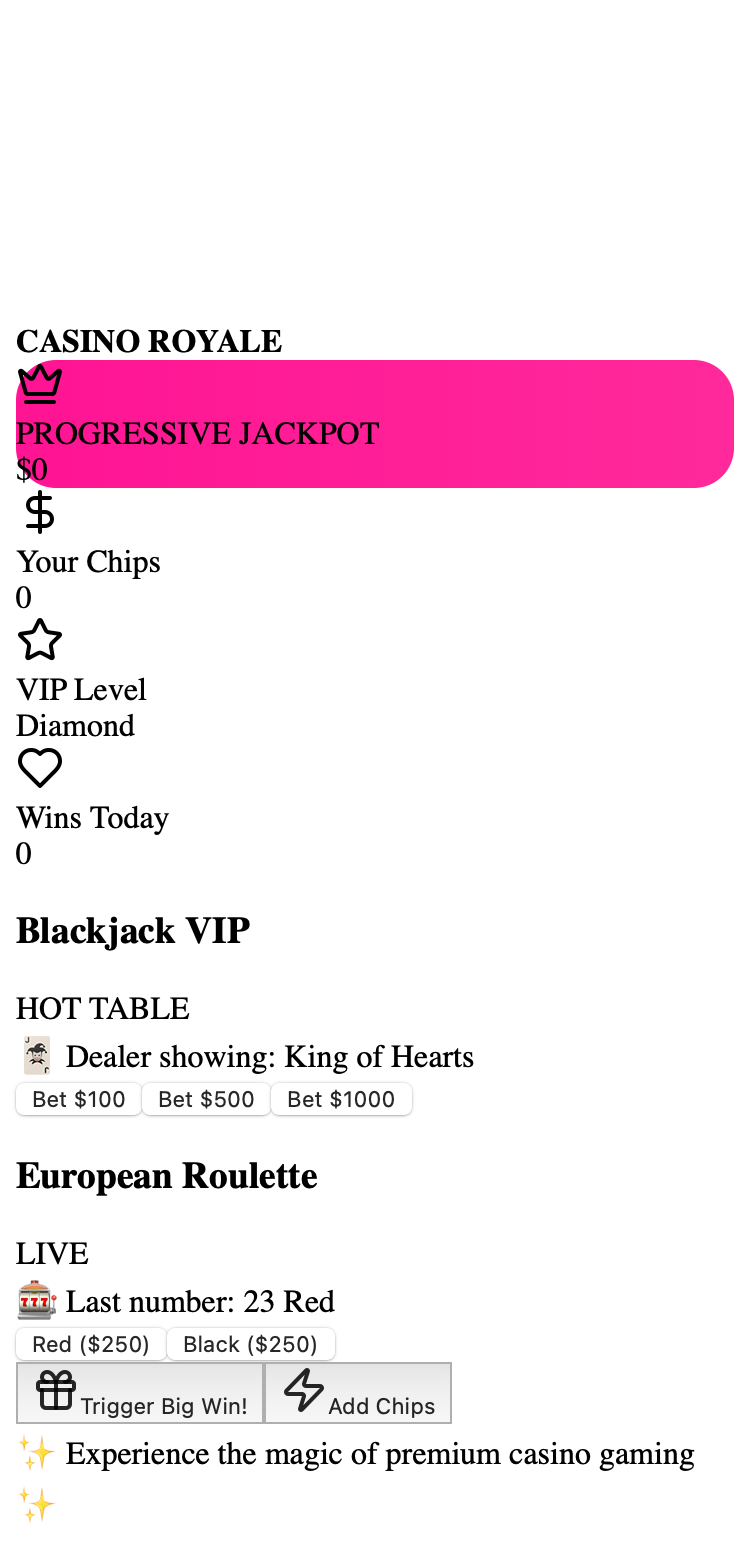 CASINO ROYALE
PROGRESSIVE JACKPOT
$0
Your Chips
0
VIP Level
Diamond
Wins Today
0
Blackjack VIP
HOT TABLE
🃏 Dealer showing: King of Hearts
Bet $100 Bet $500 Bet $1000
European Roulette
LIVE
🎰 Last number: 23 Red
Red ($250) Black ($250)
Trigger Big Win! Add Chips
✨ Experience the magic of premium casino gaming
✨